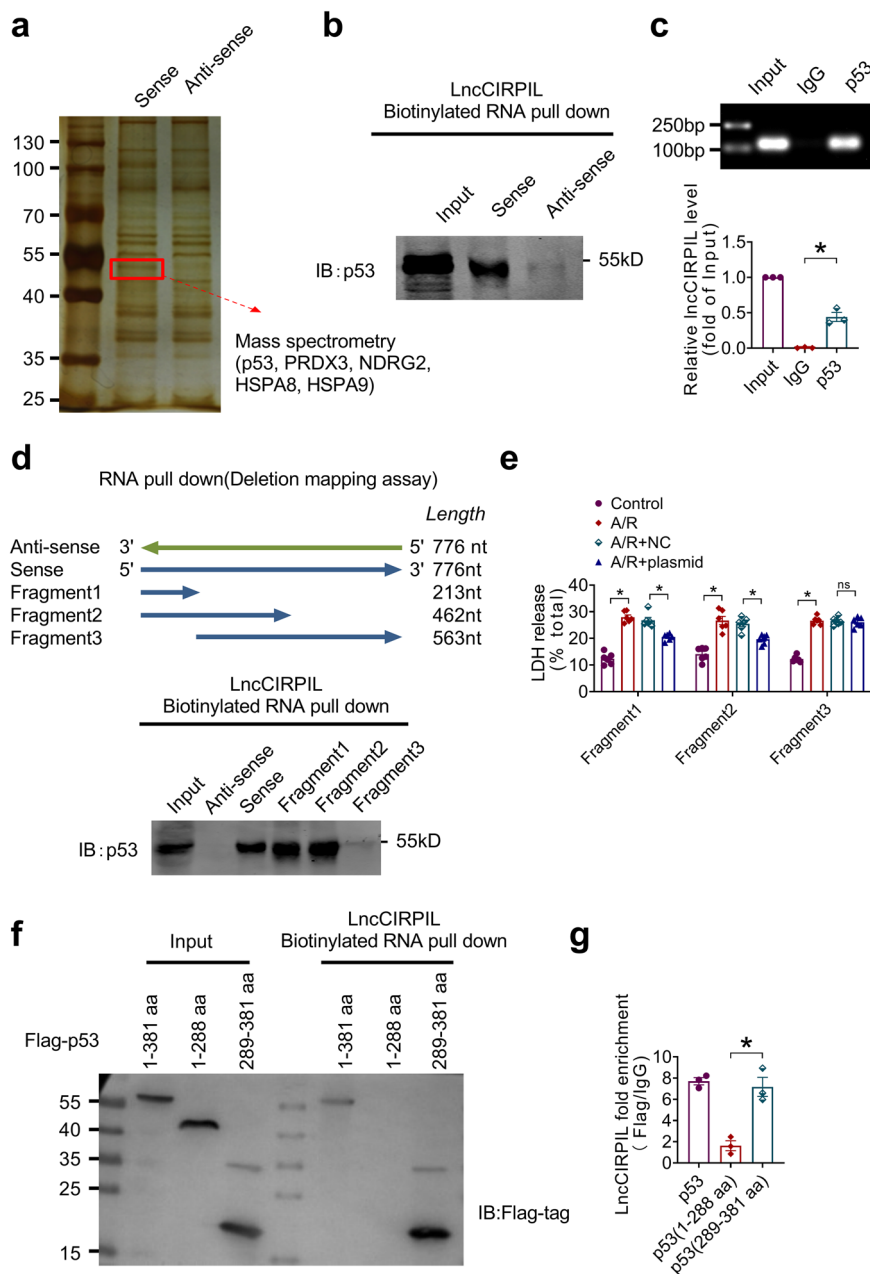 a
Sense
Anti-sense
130
100
70
55
40
35
25
Mass spectrometry
(p53, PRDX3, NDRG2,
HSPA8, HSPA9)
b
LncCIRPIL
Biotinylated RNA pull down
Input
Sense
Anti-sense
IB:p53
55kD
c
Input
IgG
p53
250bp
100bp
Relative lncCIRPIL level
(fold of Input)
1.5
1.0
0.5
0.0
*
Input
IgG
p53
d
RNA pull down(Deletion mapping assay)
Length
Anti-sense 3' 5' 776 nt
Sense 5' 3' 776nt
Fragment1 213nt
Fragment2 462nt
Fragment3 563nt
LncCIRPIL
Biotinylated RNA pull down
Input
Anti-sense
Sense
Fragment1
Fragment2
Fragment3
IB:p53
55kD
e
Control
A/R
A/R+NC
A/R+plasmid
LDH release
(% total)
40
30
20
10
0
* * * * * ns
Fragment1
Fragment2
Fragment3
f
Input
LncCIRPIL
Biotinylated RNA pull down
Flag-p53
1-381 aa
1-288 aa
289-381 aa
1-381 aa
1-288 aa
289-381 aa
55
40
35
25
15
IB:Flag-tag
g
LncCIRPIL fold enrichment
( Flag/IgG)
8
6
4
2
0
*
p53
p53(1-288 aa)
p53(289-381 aa)